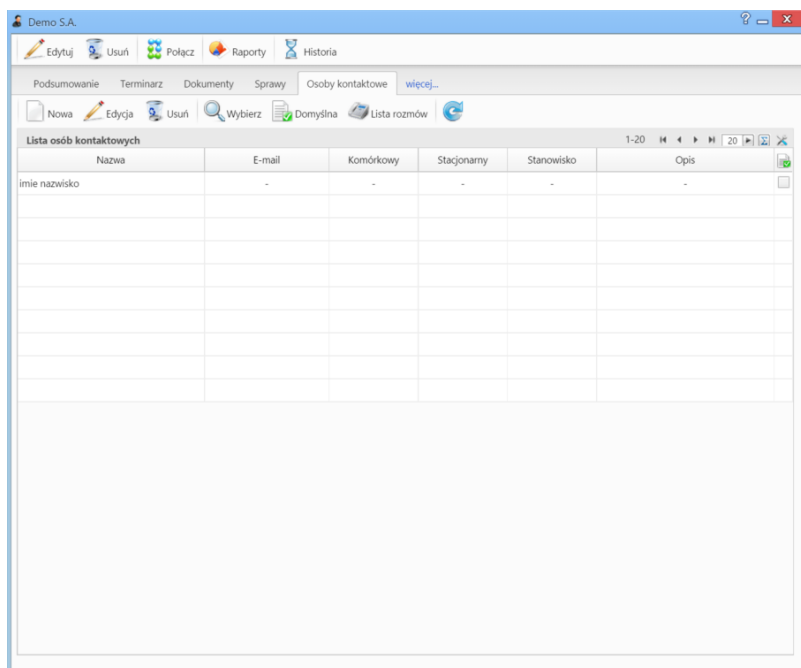 Demo S.A.
Edytuj Usuń Połącz Raporty Historia
Podsumowanie Terminarz Dokumenty Sprawy Osoby kontaktowe więcej...
Nowa Edycja Usuń Wybierz Domyślna Lista rozmów
Lista osób kontaktowych 1-20 20
Nazwa E-mail Komórkowy Stacjonarny Stanowisko Opis
imie nazwisko - - - - -